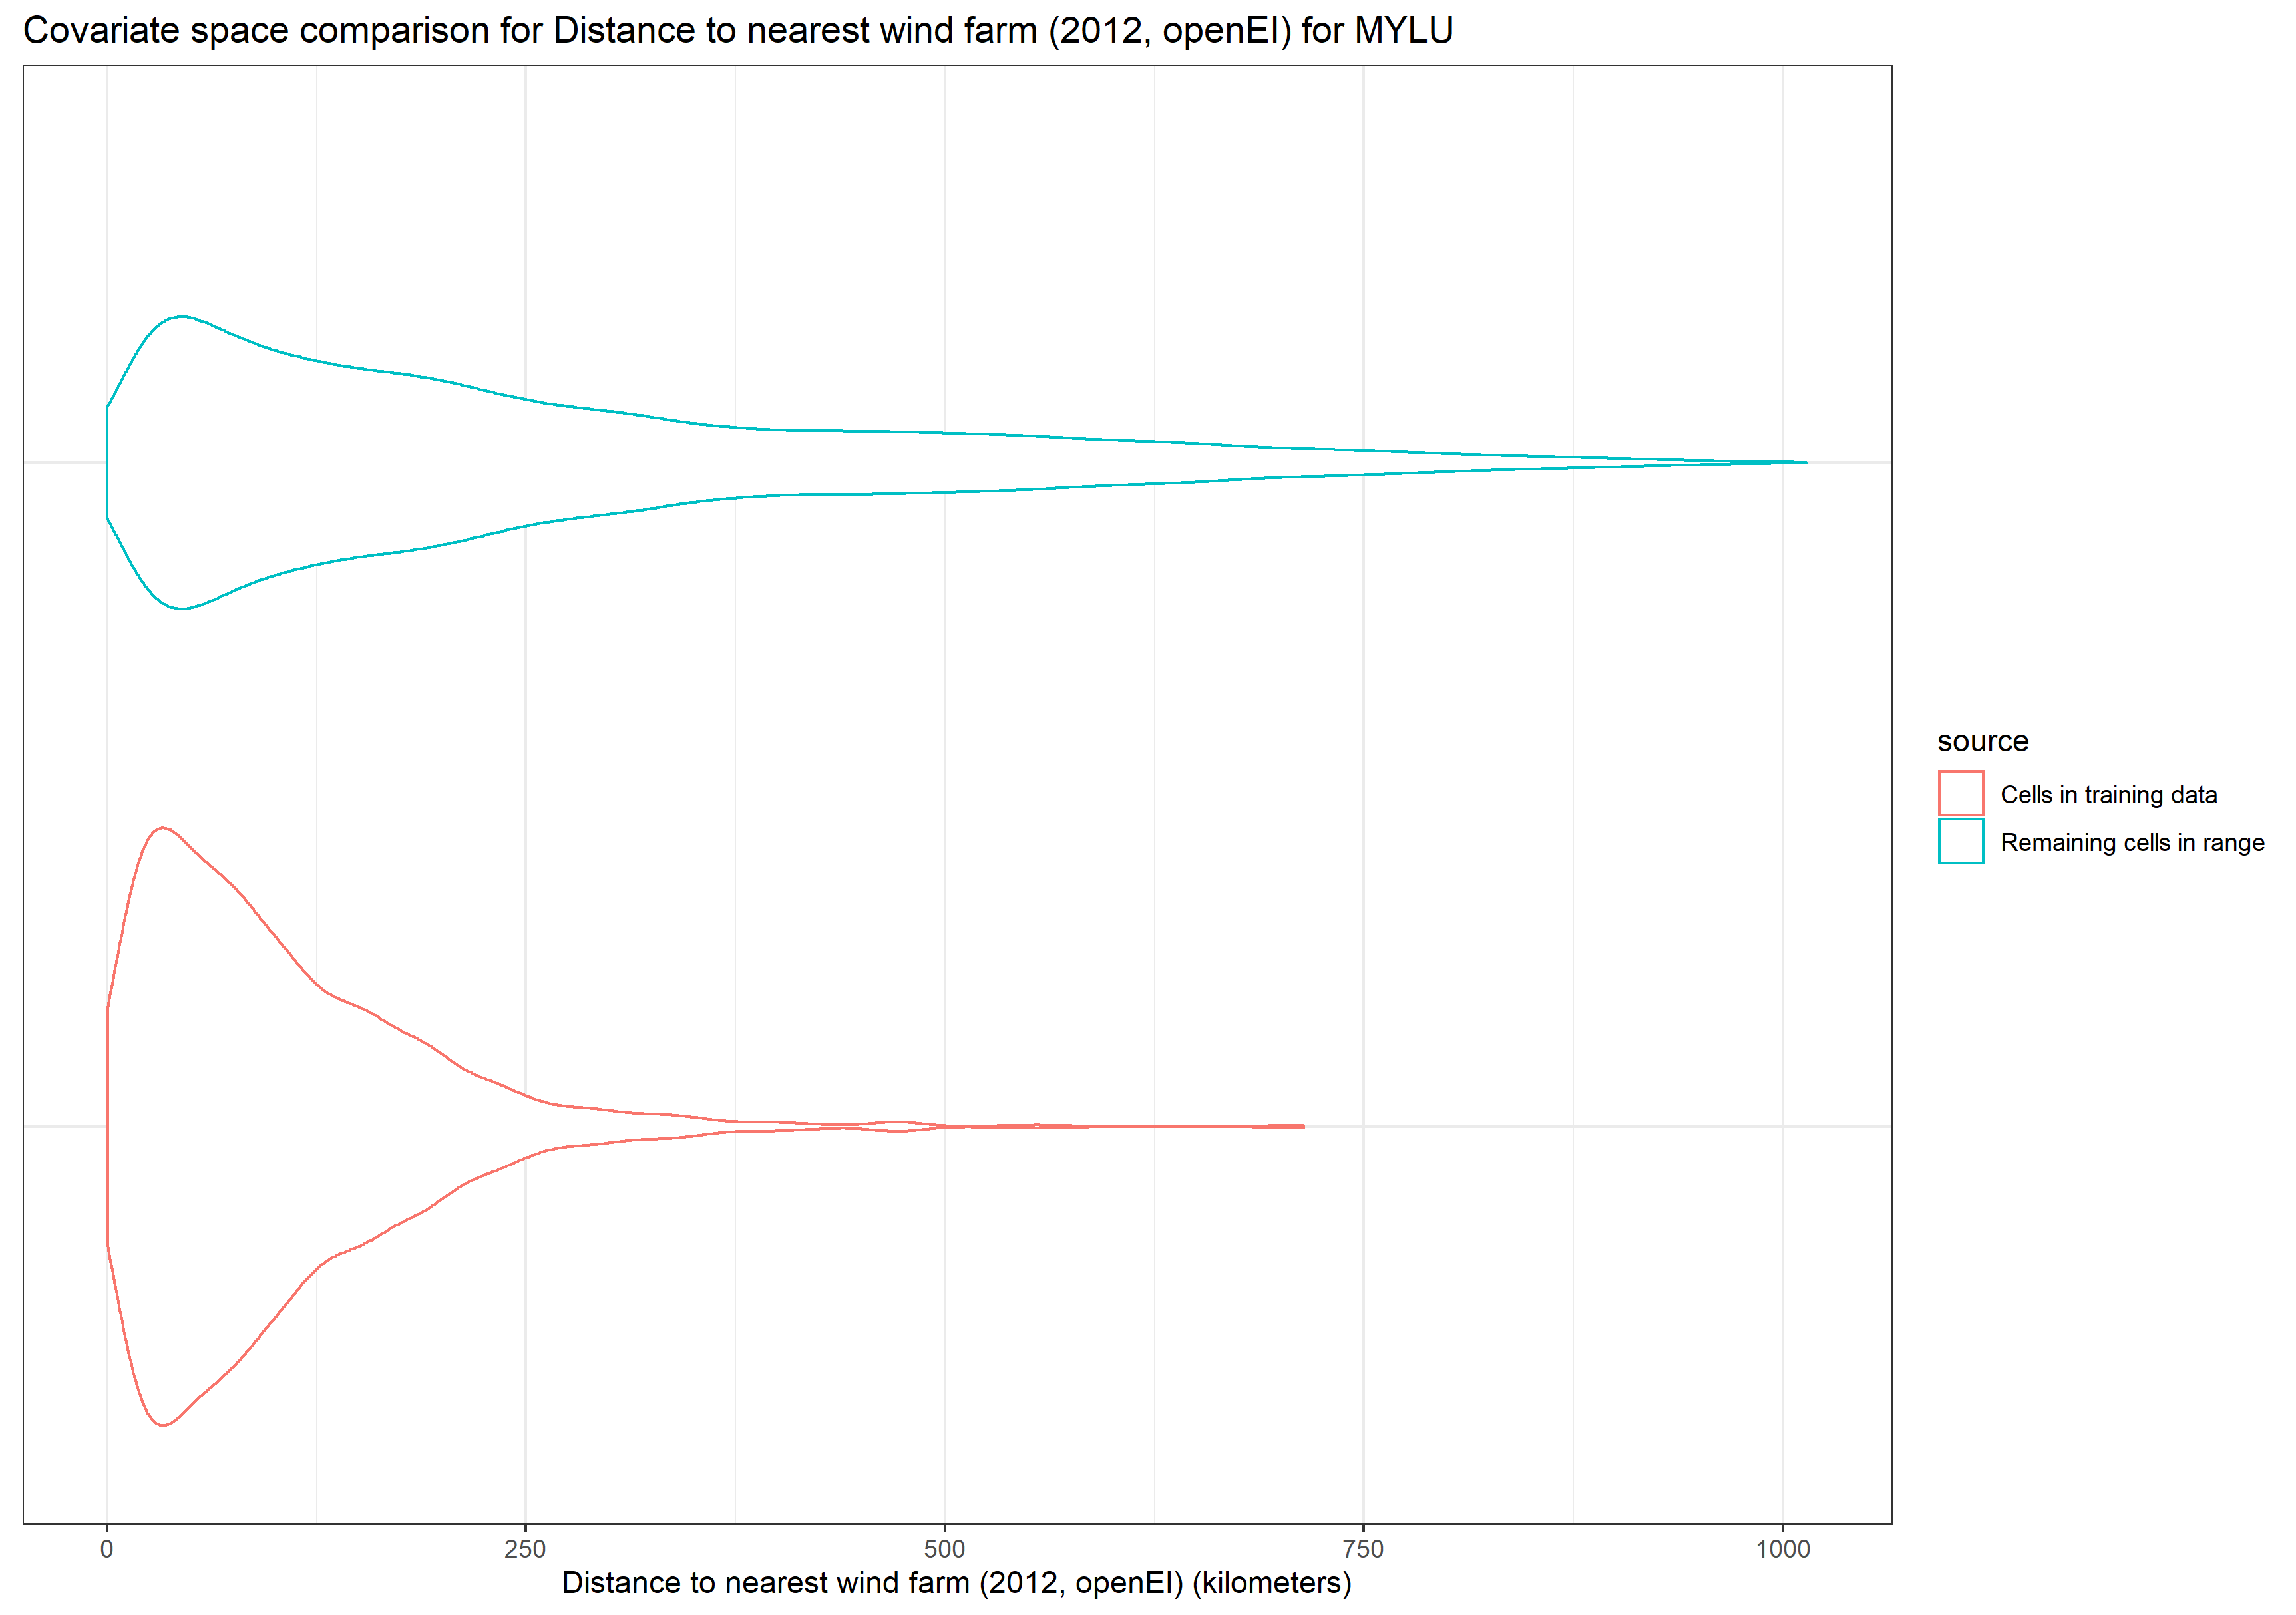 Covariate space comparison for Distance to nearest wind farm (2012, openEI) for MYLU
source
Cells in training data
Remaining cells in range
0 250 500 750 1000
Distance to nearest wind farm (2012, openEI) (kilometers)